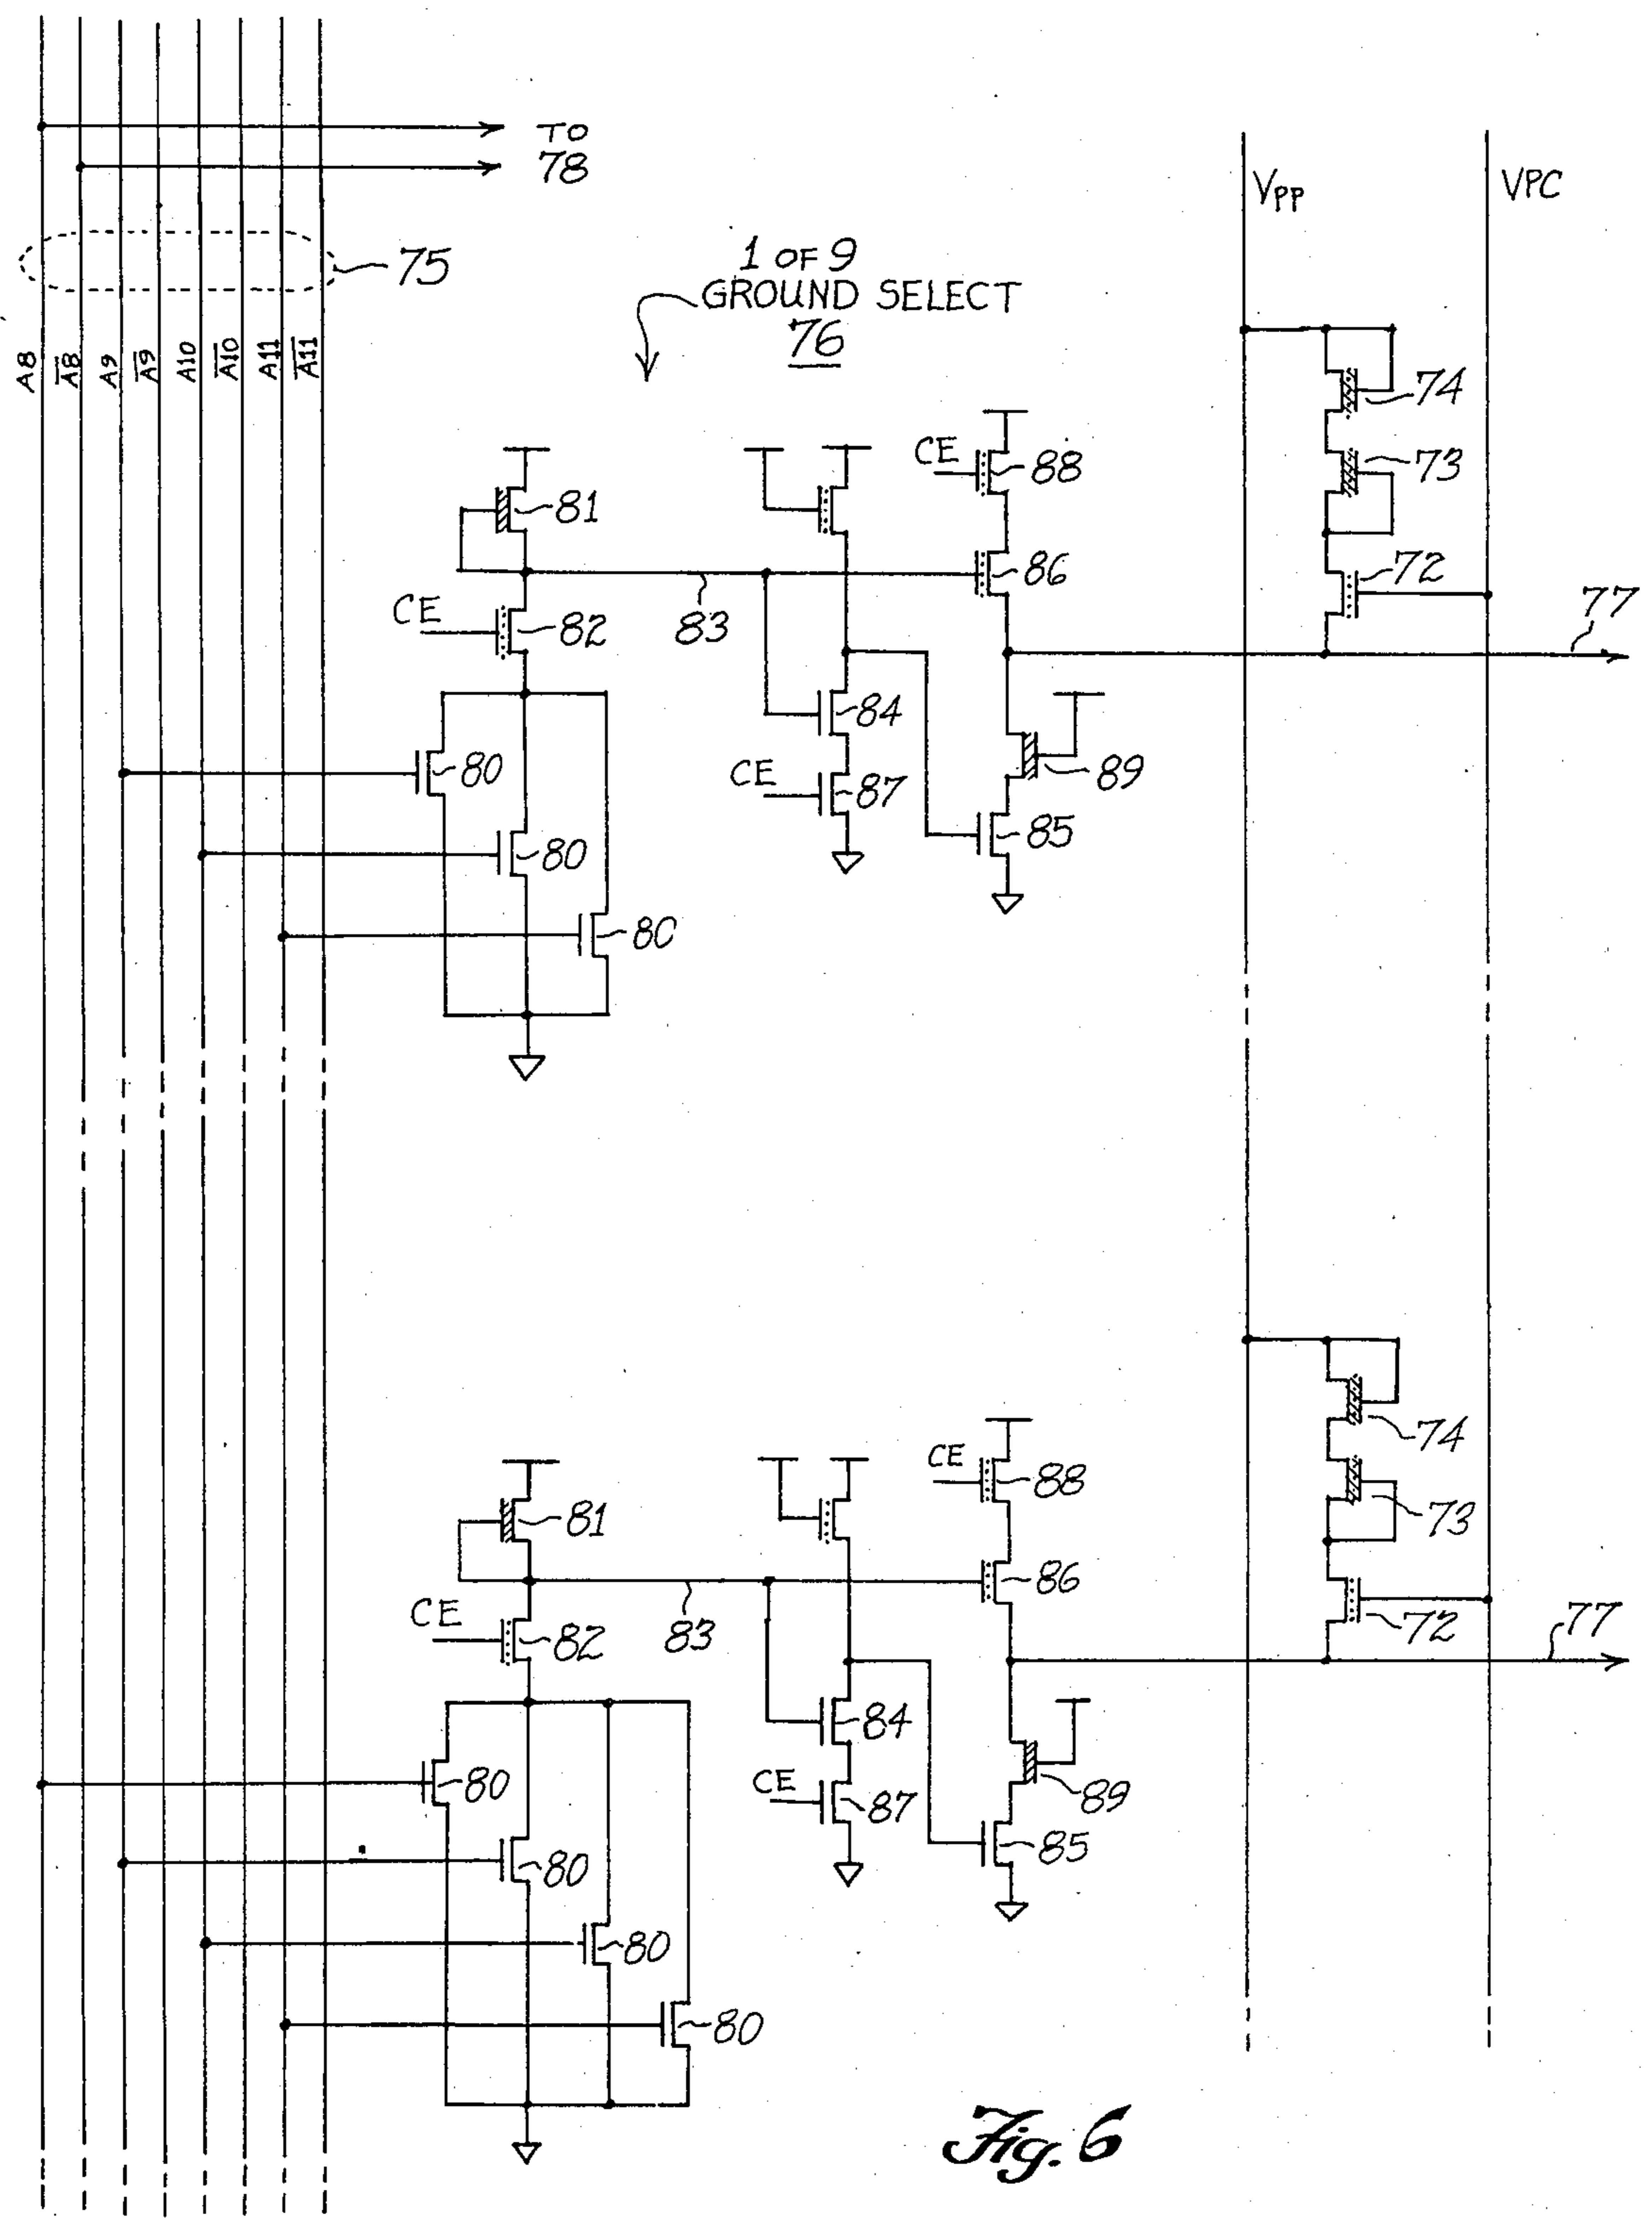 TO
78
75
1 OF 9
GROUND SELECT
76
VPP
VPC
A8
A̅8̅
A9
A̅9̅
A10
A̅1̅0̅
A11
A̅1̅1̅
74
CE
88
73
81
86
72
77
CE
82
83
84
80
CE
87
89
85
80
80
74
CE
88
81
73
86
CE
82
83
72
77
84
80
CE
87
89
85
80
80
80
Fig. 6